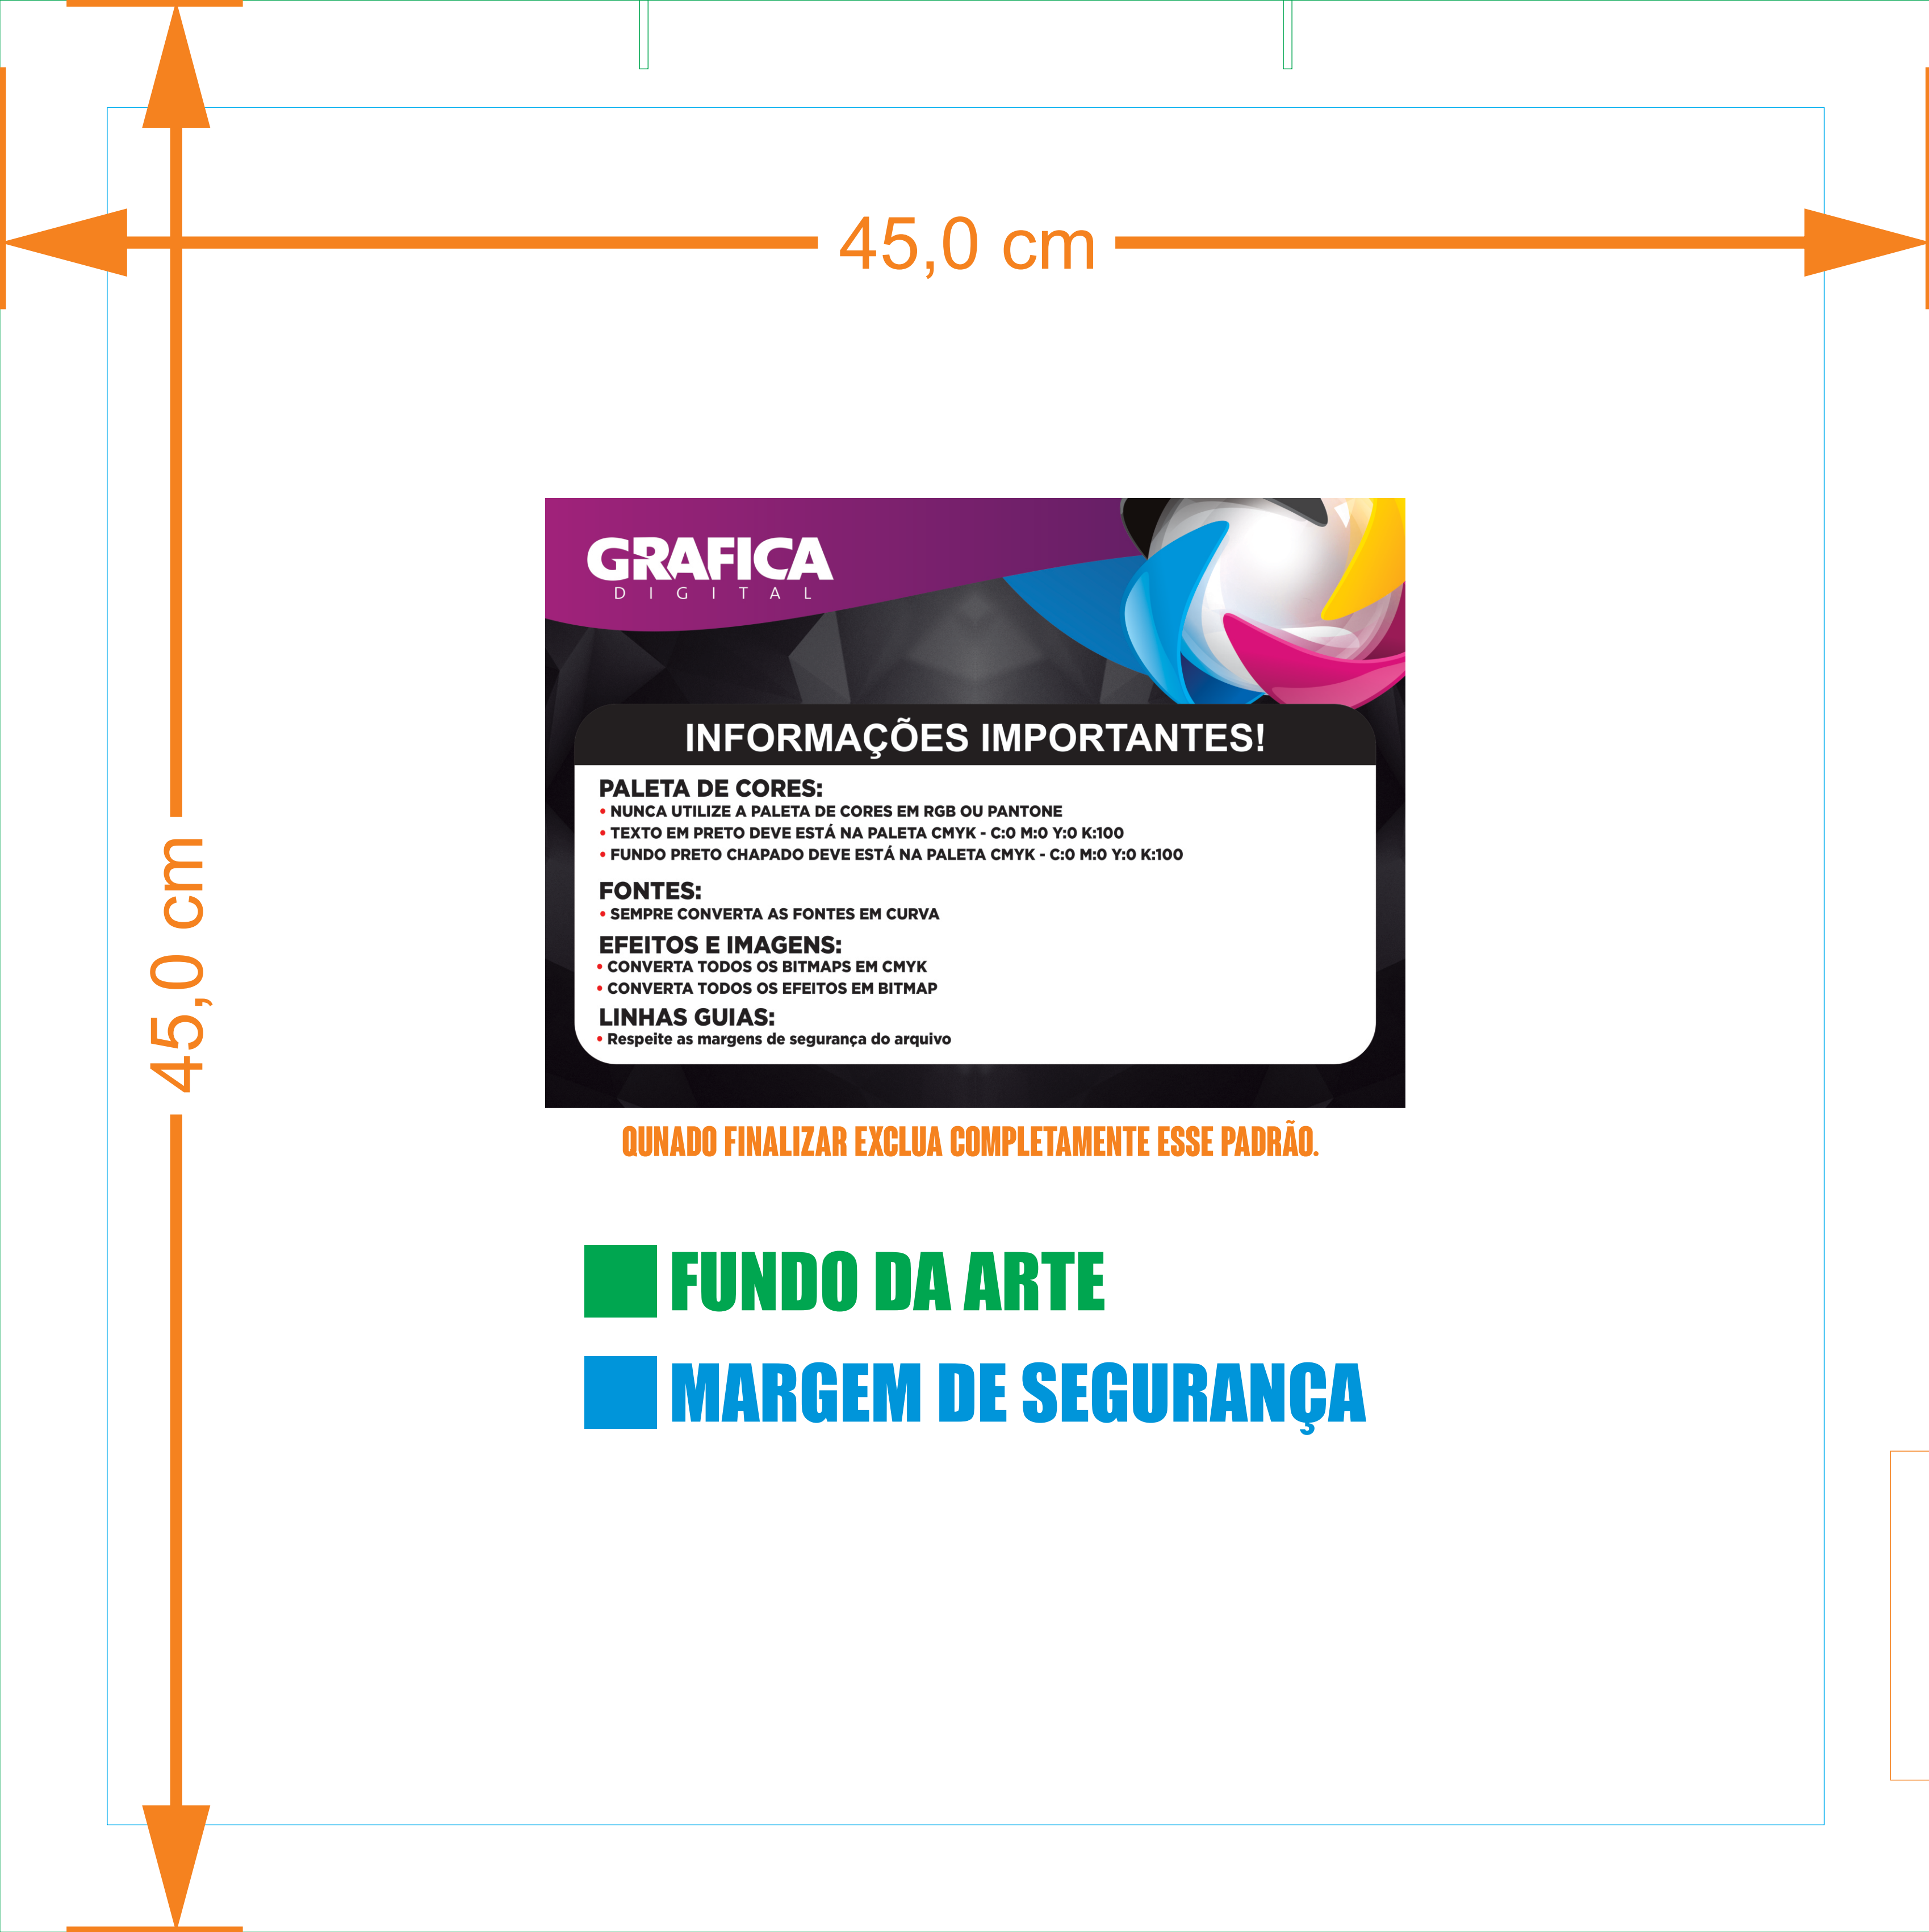 45,0 cm
45,0 cm
GRAFICA
DIGITAL
INFORMAÇÕES IMPORTANTES!
PALETA DE CORES:
• NUNCA UTILIZE A PALETA DE CORES EM RGB OU PANTONE
• TEXTO EM PRETO DEVE ESTÁ NA PALETA CMYK - C:0 M:0 Y:0 K:100
• FUNDO PRETO CHAPADO DEVE ESTÁ NA PALETA CMYK - C:0 M:0 Y:0 K:100
FONTES:
• SEMPRE CONVERTA AS FONTES EM CURVA
EFEITOS E IMAGENS:
• CONVERTA TODOS OS BITMAPS EM CMYK
• CONVERTA TODOS OS EFEITOS EM BITMAP
LINHAS GUIAS:
• Respeite as margens de segurança do arquivo
QUNADO FINALIZAR EXCLUA COMPLETAMENTE ESSE PADRÃO.
FUNDO DA ARTE
MARGEM DE SEGURANÇA